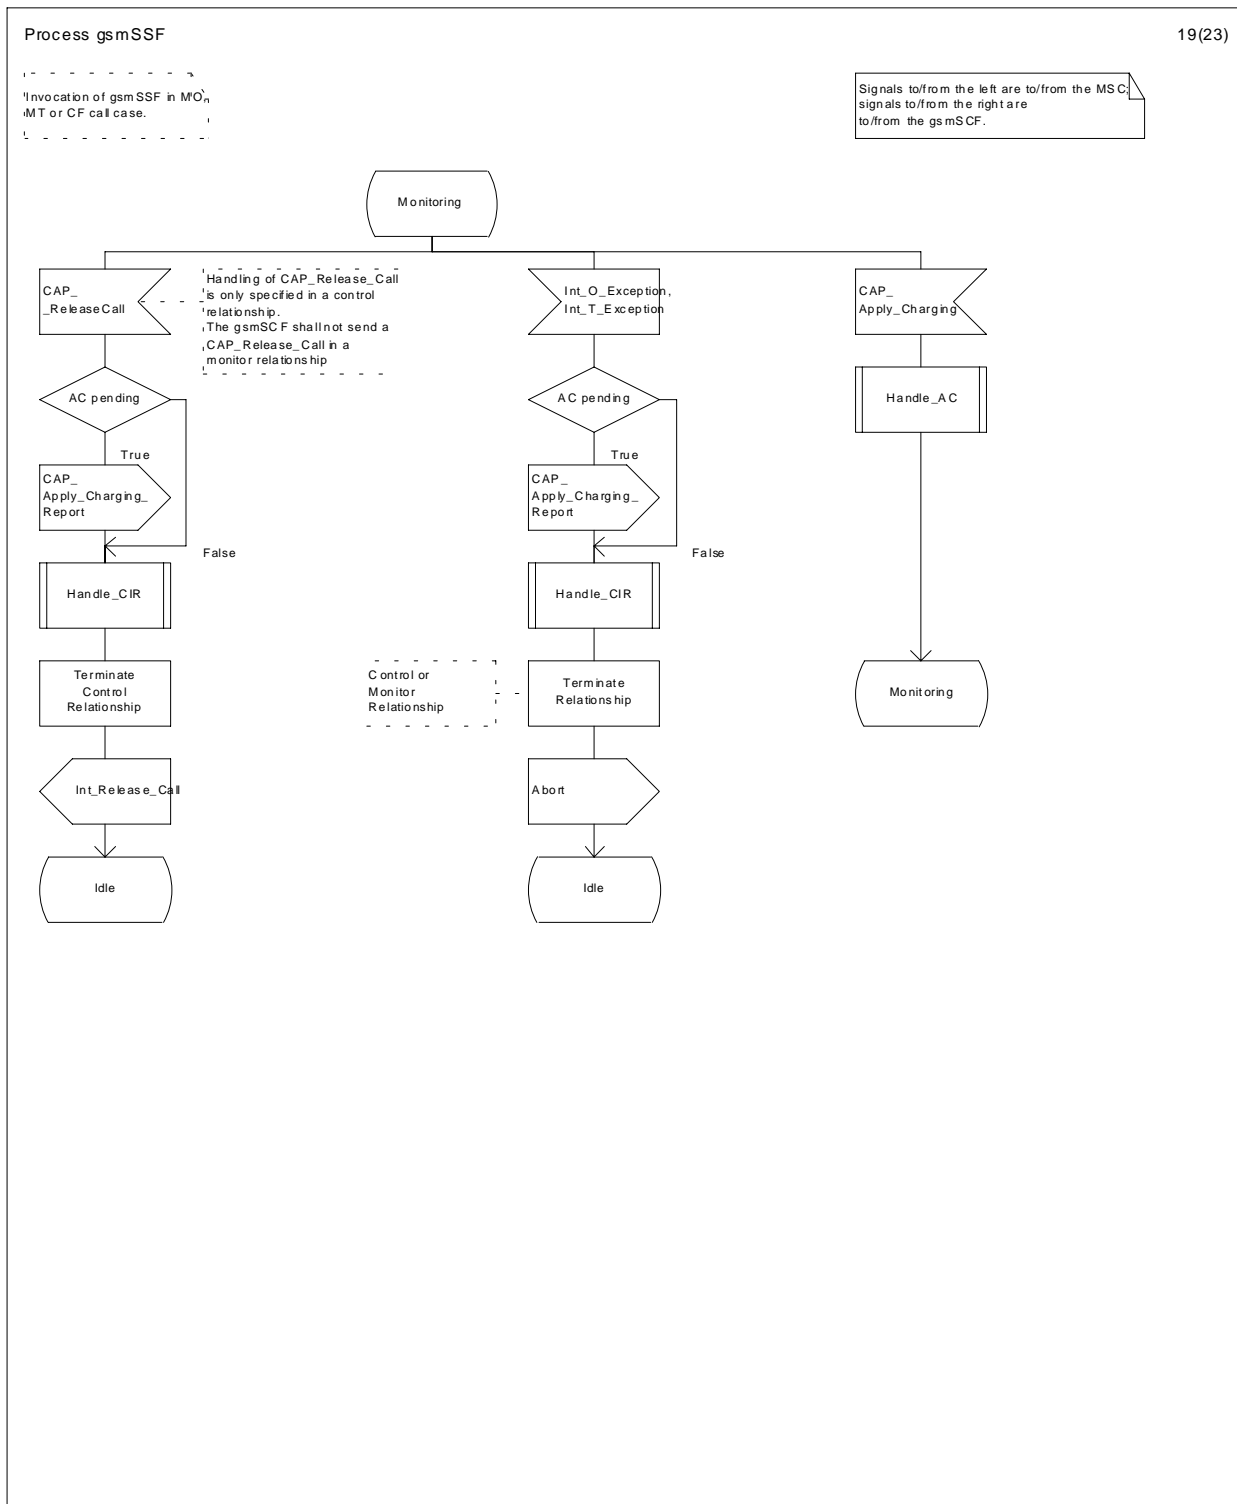 Process gsmSSF
19(23)
Invocation of gsmSSF in MO,
MT or CF call case.
Signals to/from the left are to/from the MSC;
signals to/from the right are
to/from the gsmSCF.
Monitoring
CAP_
_ReleaseCall
Handling of CAP_Release_Call
is only specified in a control
relationship.
The gsmSCF shall not send a
CAP_Release_Call in a
monitor relationship
Int_O_Exception,
Int_T_Exception
CAP_
Apply_Charging
AC pending
AC pending
Handle_AC
True
True
CAP_
Apply_Charging_
Report
CAP_
Apply_Charging_
Report
False
False
Handle_CIR
Handle_CIR
Terminate
Control
Relationship
Control or
Monitor
Relationship
Terminate
Relationship
Monitoring
Int_Release_Call
Abort
Idle
Idle